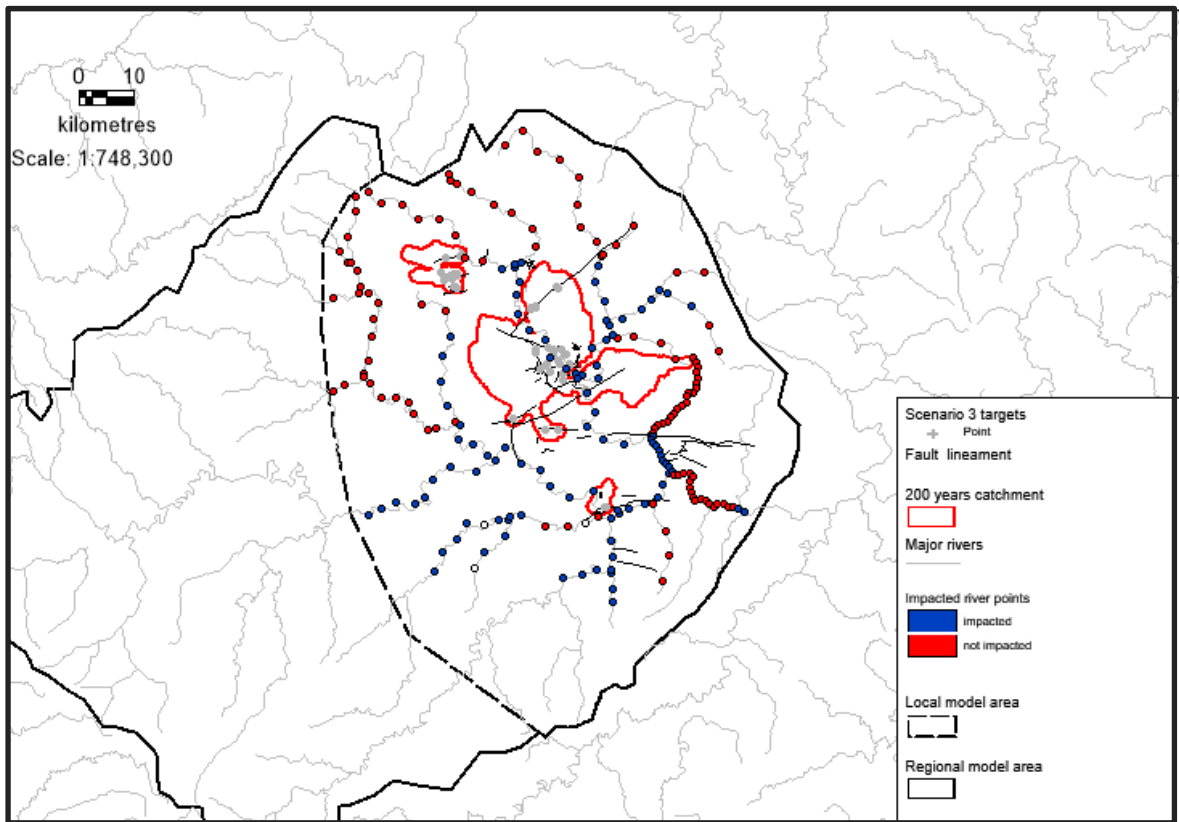 0 10
kilometres
Scale: 1:748,300
Scenario 3 targets
Point
Fault lineament
200 years catchment
Major rivers
Impacted river points
impacted
not impacted
Local model area
Regional model area